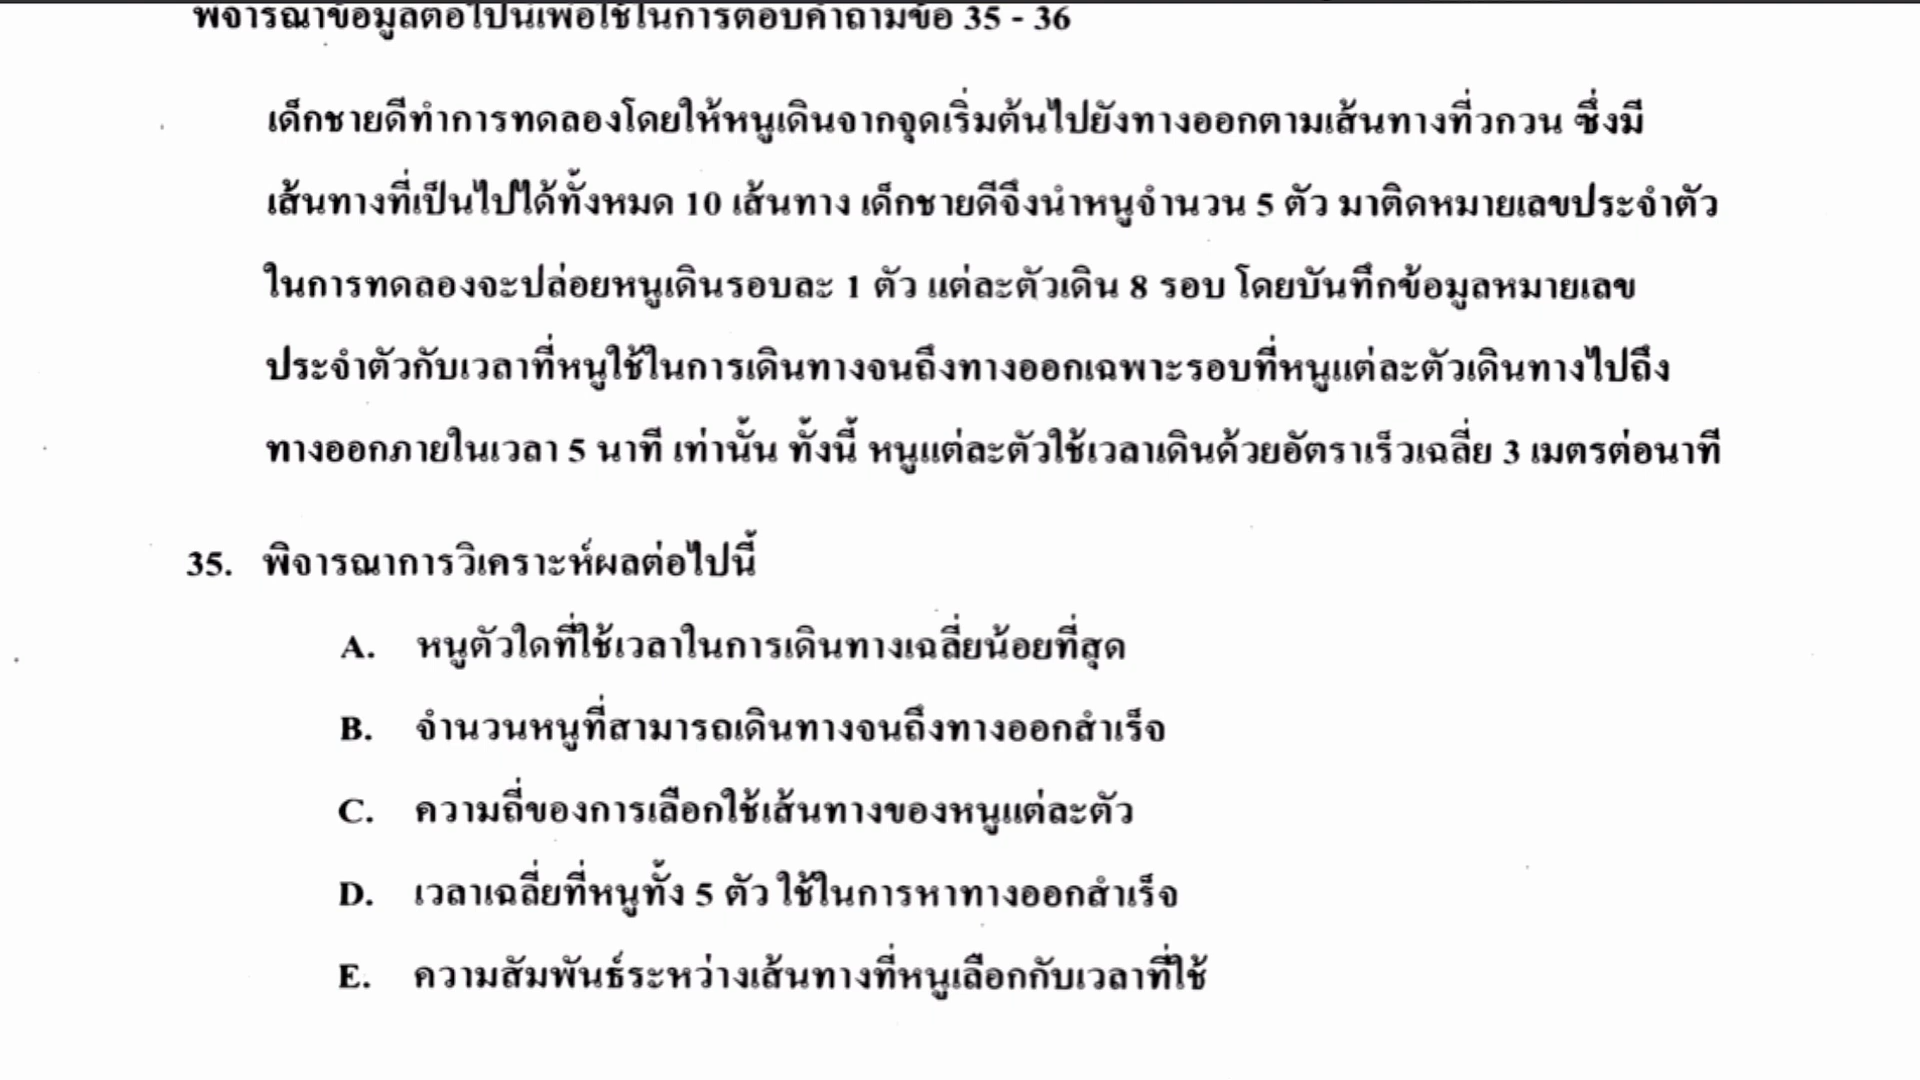 พิจารณาข้อมูลต่อไปนี้เพื่อใช้ในการตอบคำถามข้อ 35 - 36
เด็กชายดีทำการทดลองโดยให้หนูเดินจากจุดเริ่มต้นไปยังทางออกตามเส้นทางที่วกวน ซึ่งมี
เส้นทางที่เป็นไปได้ทั้งหมด 10 เส้นทาง เด็กชายดีจึงนำหนูจำนวน 5 ตัว มาติดหมายเลขประจำตัว
ในการทดลองจะปล่อยหนูเดินรอบละ 1 ตัว แต่ละตัวเดิน 8 รอบ โดยบันทึกข้อมูลหมายเลข
ประจำตัวกับเวลาที่หนูใช้ในการเดินทางจนถึงทางออกเฉพาะรอบที่หนูแต่ละตัวเดินทางไปถึง
ทางออกภายในเวลา 5 นาที เท่านั้น ทั้งนี้ หนูแต่ละตัวใช้เวลาเดินด้วยอัตราเร็วเฉลี่ย 3 เมตรต่อนาที
35. พิจารณาการวิเคราะห์ผลต่อไปนี้
A. หนูตัวใดที่ใช้เวลาในการเดินทางเฉลี่ยน้อยที่สุด
B. จำนวนหนูที่สามารถเดินทางจนถึงทางออกสำเร็จ
C. ความถี่ของการเลือกใช้เส้นทางของหนูแต่ละตัว
D. เวลาเฉลี่ยที่หนูทั้ง 5 ตัว ใช้ในการหาทางออกสำเร็จ
E. ความสัมพันธ์ระหว่างเส้นทางที่หนูเลือกกับเวลาที่ใช้